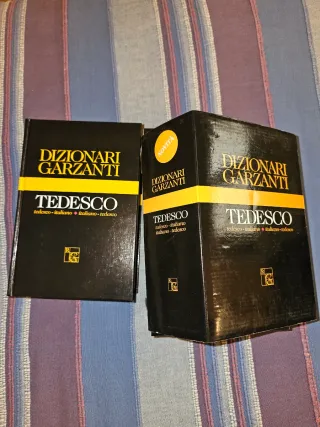 DIZIONARI
GARZANTI
TEDESCO
tedesco - italiano • italiano - tedesco
G
DIZIONARI
GARZANTI
TEDESCO
tedesco - italiano
italiano - tedesco
DIZIONARI
GARZANTI
TEDESCO
tedesco - italiano • italiano - tedesco
G